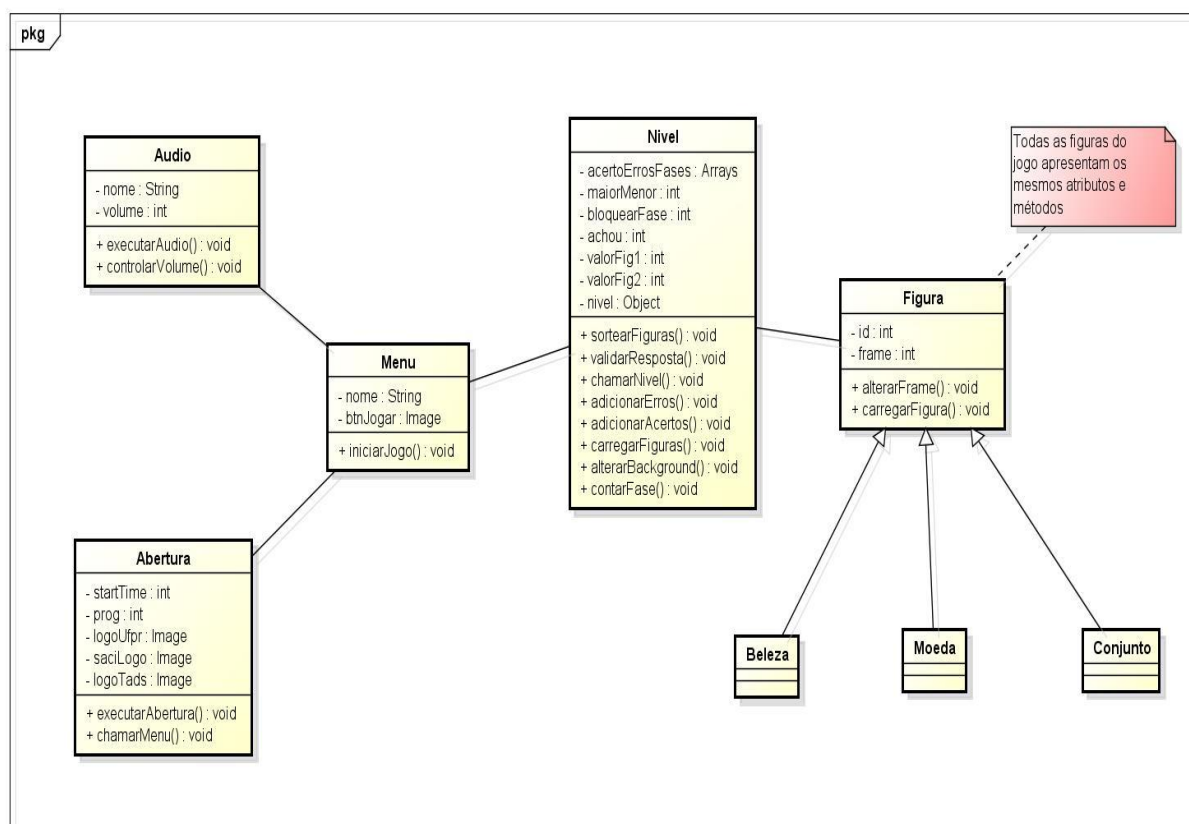 pkg
Audio
- nome : String
- volume : int
+ executarAudio() : void
+ controlarVolume() : void
Menu
- nome : String
- btnJogar : Image
+ iniciarJogo() : void
Abertura
- startTime : int
- prog : int
- logoUfpr : Image
- saciLogo : Image
- logoTads : Image
+ executarAbertura() : void
+ chamarMenu() : void
Nivel
- acertoErrosFases : Arrays
- maiorMenor : int
- bloquearFase : int
- achou : int
- valorFig1 : int
- valorFig2 : int
- nivel : Object
+ sortearFiguras() : void
+ validarResposta() : void
+ chamarNivel() : void
+ adicionarErros() : void
+ adicionarAcertos() : void
+ carregarFiguras() : void
+ alterarBackground() : void
+ contarFase() : void
Todas as figuras do
jogo apresentam os
mesmos atributos e
métodos
Figura
- id : int
- frame : int
+ alterarFrame() : void
+ carregarFigura() : void
Beleza
Moeda
Conjunto